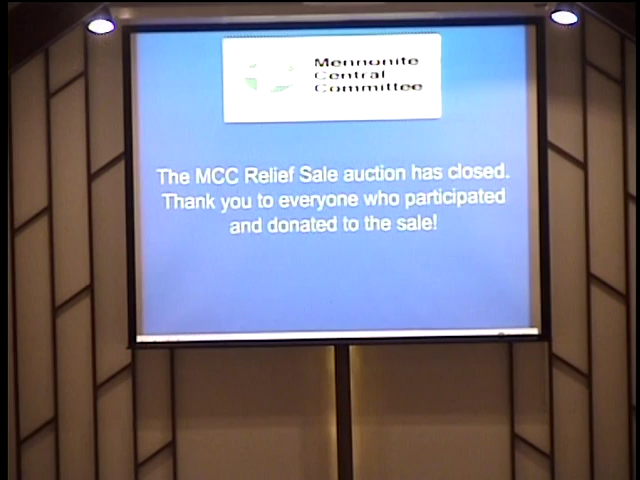 Mennonite
Central
Committee
The MCC Relief Sale auction has closed.
Thank you to everyone who participated
and donated to the sale!